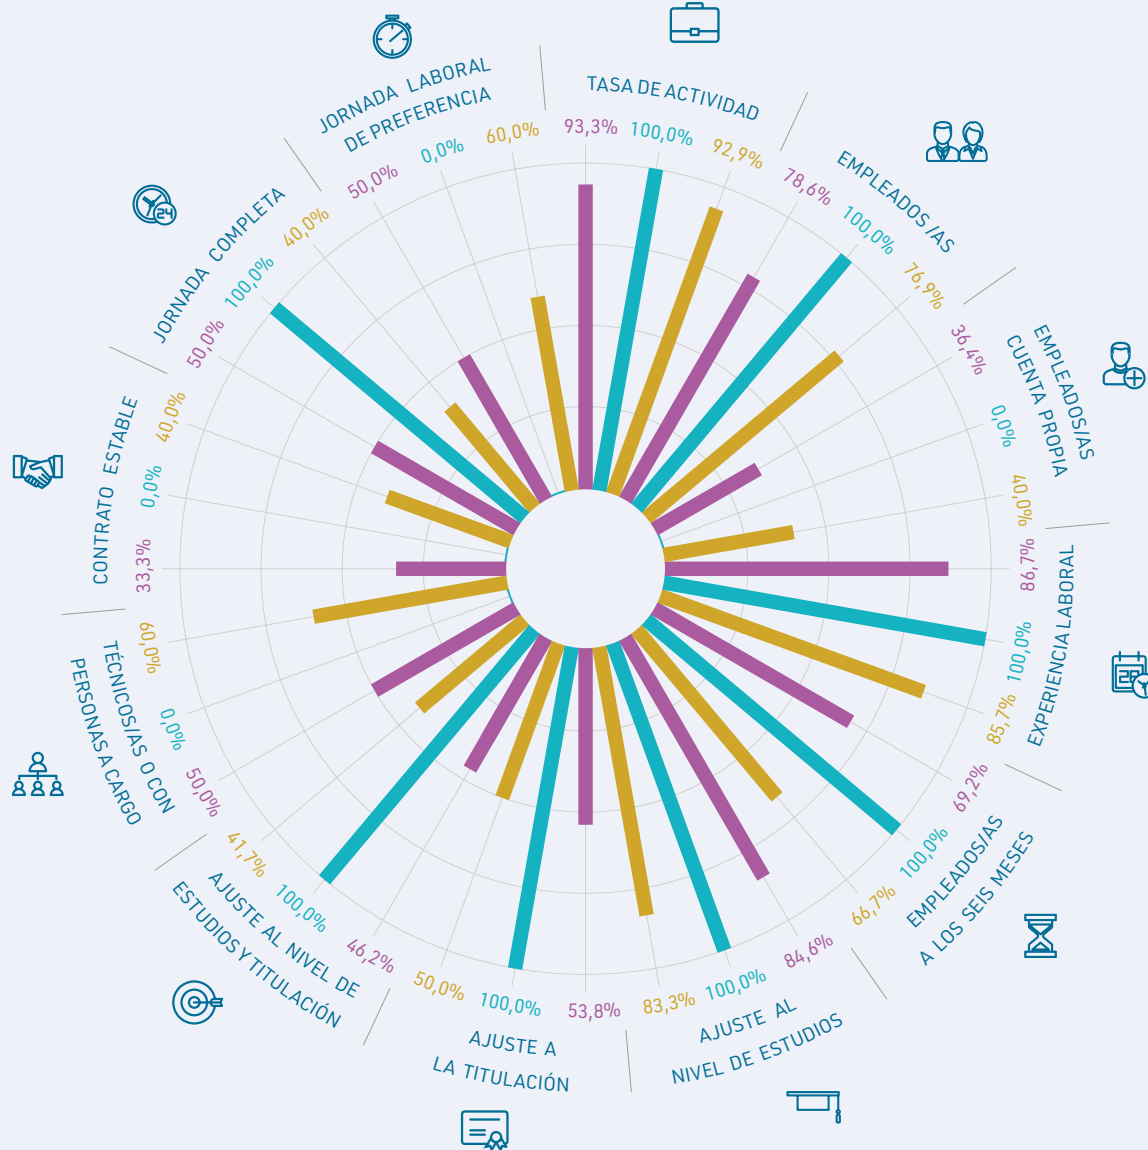 TASA DE ACTIVIDAD
93,3%
100,0%
92,9%
EMPLEADOS /AS
78,6%
100,0%
76,9%
EMPLEADOS/AS
CUENTA PROPIA
36,4%
0,0%
40,0%
EXPERIENCIA LABORAL
86,7%
100,0%
85,7%
EMPLEADOS/AS
A LOS SEIS MESES
69,2%
100,0%
66,7%
AJUSTE AL
NIVEL DE ESTUDIOS
84,6%
100,0%
83,3%
AJUSTE A
LA TITULACIÓN
53,8%
100,0%
50,0%
AJUSTE AL NIVEL DE
ESTUDIOS Y TITULACIÓN
46,2%
100,0%
41,7%
TÉCNICOS/AS O CON
PERSONAS A CARGO
50,0%
0,0%
60,0%
CONTRATO ESTABLE
33,3%
0,0%
40,0%
JORNADA COMPLETA
50,0%
100,0%
40,0%
JORNADA LABORAL
DE PREFERENCIA
50,0%
0,0%
60,0%
24